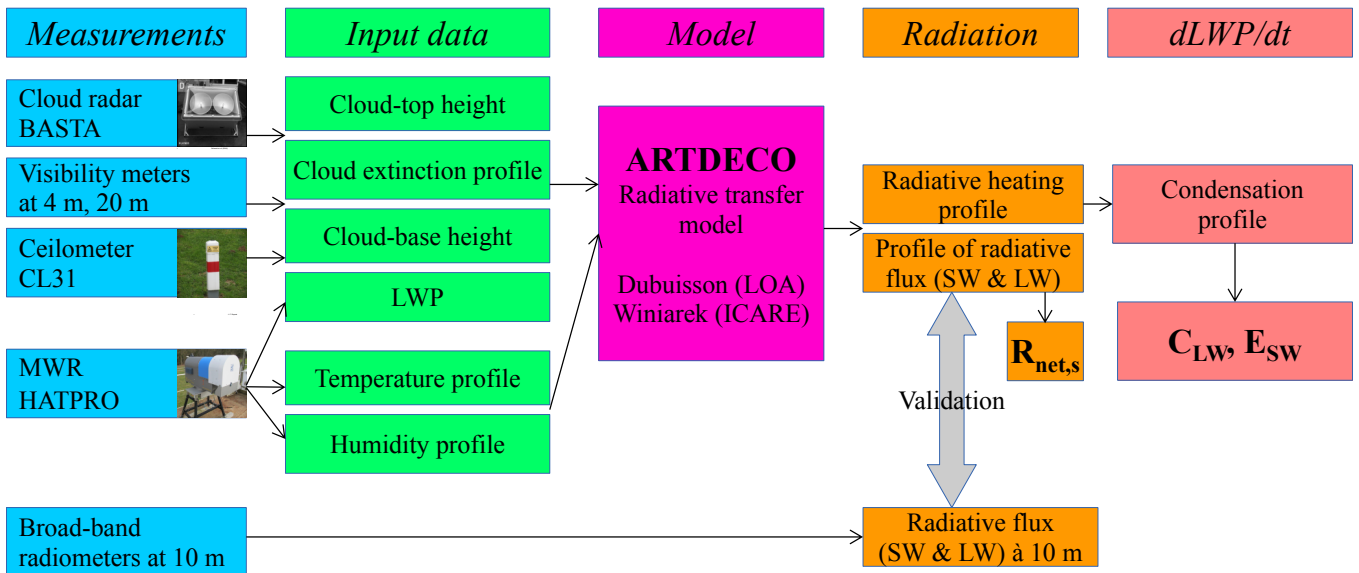 Measurements
Input data
Model
Radiation
dLWP/dt
Cloud radar
BASTA
Visibility meters
at 4 m, 20 m
Ceilometer
CL31
MWR
HATPRO
Broad-band
radiometers at 10 m
Cloud-top height
Cloud extinction profile
Cloud-base height
LWP
Temperature profile
Humidity profile
ARTDECO
Radiative transfer
model
Dubuisson (LOA)
Winiarek (ICARE)
Radiative heating
profile
Profile of radiative
flux (SW & LW)
R_net,s
Validation
Radiative flux
(SW & LW) à 10 m
Condensation
profile
C_LW, E_SW